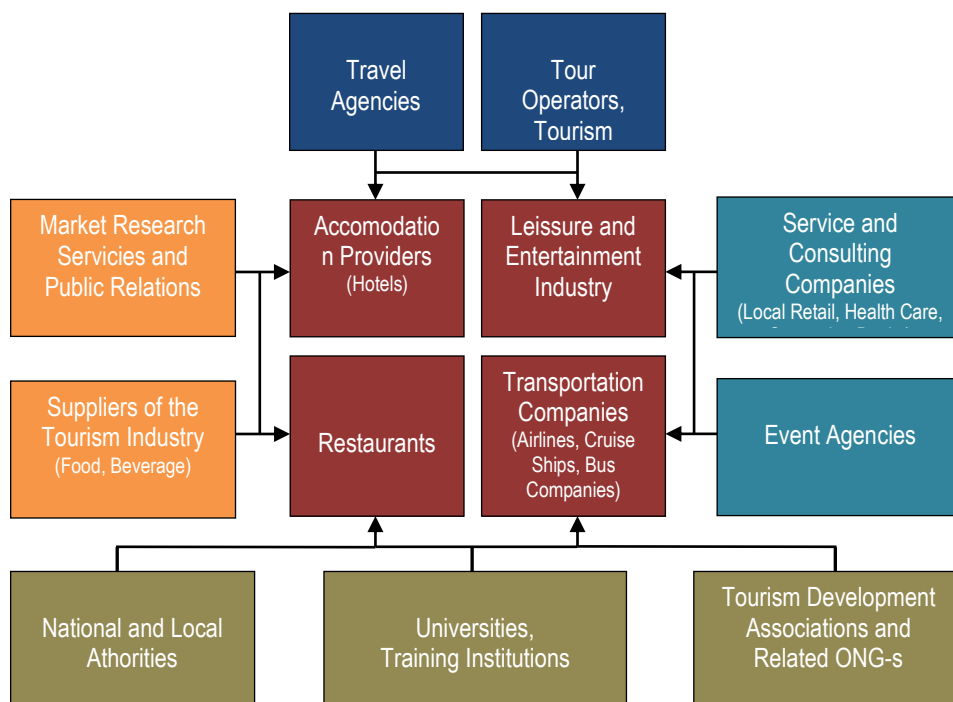 Travel
Agencies
Tour
Operators,
Tourism
Market Research
Servicies and
Public Relations
Accomodatio
n Providers
(Hotels)
Leissure and
Entertainment
Industry
Service and
Consulting
Companies
(Local Retail, Health Care,
Suppliers of the
Tourism Industry
(Food, Beverage)
Restaurants
Transportation
Companies
(Airlines, Cruise
Ships, Bus
Companies)
Event Agencies
National and Local
Athorities
Universities,
Training Institutions
Tourism Development
Associations and
Related ONG-s